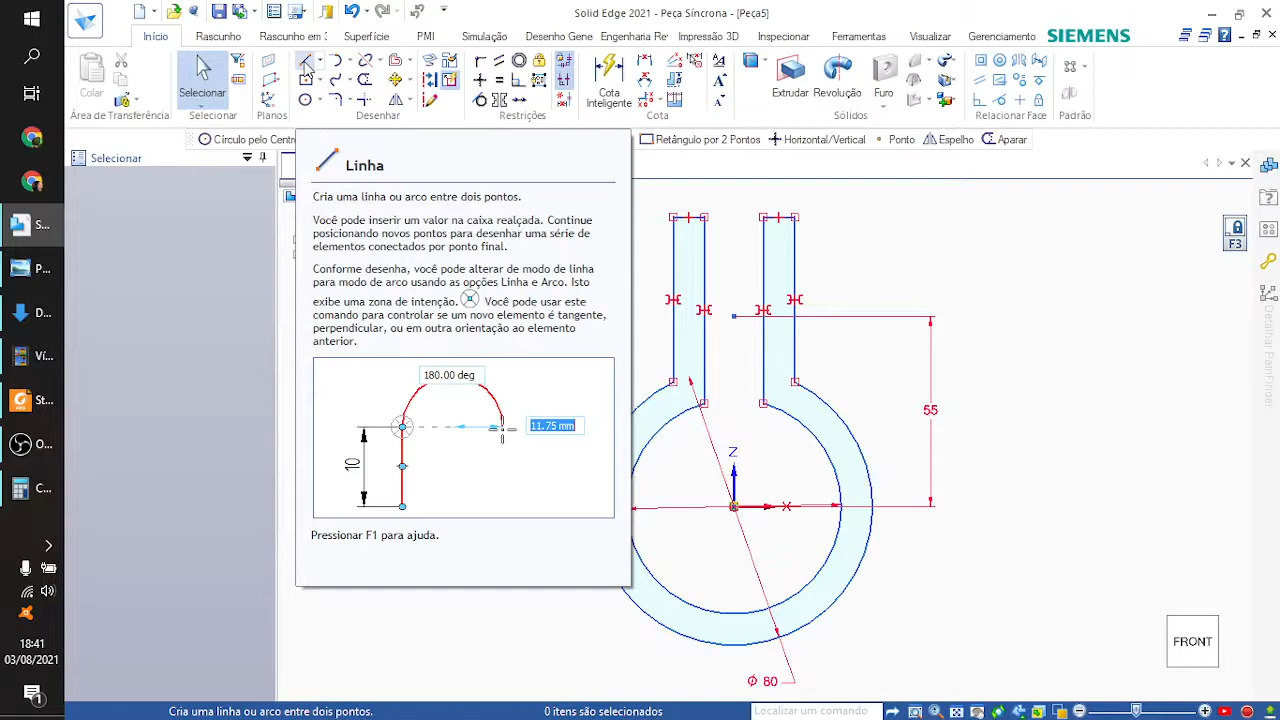 Solid Edge 2021 - Peça Síncrona - [Peça5]
Início
Rascunho
Rascunho em
Superfície
PMI
Simulação
Desenho Gene
Engenharia Re
Impressão 3D
Inspecionar
Ferramentas
Visualizar
Gerenciamento
SIEMENS
Colar
Selecionar
Cota
Inteligente
Extrudar
Revolução
Furo
Área de Transferência
Selecionar
Planos
Desenhar
Restrições
Cota
Sólidos
Relacionar Face
Padrão
Círculo pelo Centro
Retângulo por 2 Pontos
Horizontal/Vertical
Ponto
Espelho
Aparar
Selecionar
Linha
Cria uma linha ou arco entre dois pontos.
Você pode inserir um valor na caixa realçada. Continue
posicionando novos pontos para desenhar uma série de
elementos conectados por ponto final.
Conforme desenha, você pode alterar de modo de linha
para modo de arco usando as opções Linha e Arco. Isto
exibe uma zona de intenção. Você pode usar este
comando para controlar se um novo elemento é tangente,
perpendicular, ou em outra orientação ao elemento
anterior.
180.00 deg
11.75 mm
10
Pressionar F1 para ajuda.
F3
Detalhar PathFinder
55
Z
X
Ø 80
FRONT
S...
P...
D...
Ví...
St...
O...
C...
18:41
03/08/2021
Cria uma linha ou arco entre dois pontos.
0 itens são selecionados
Localizar um comando